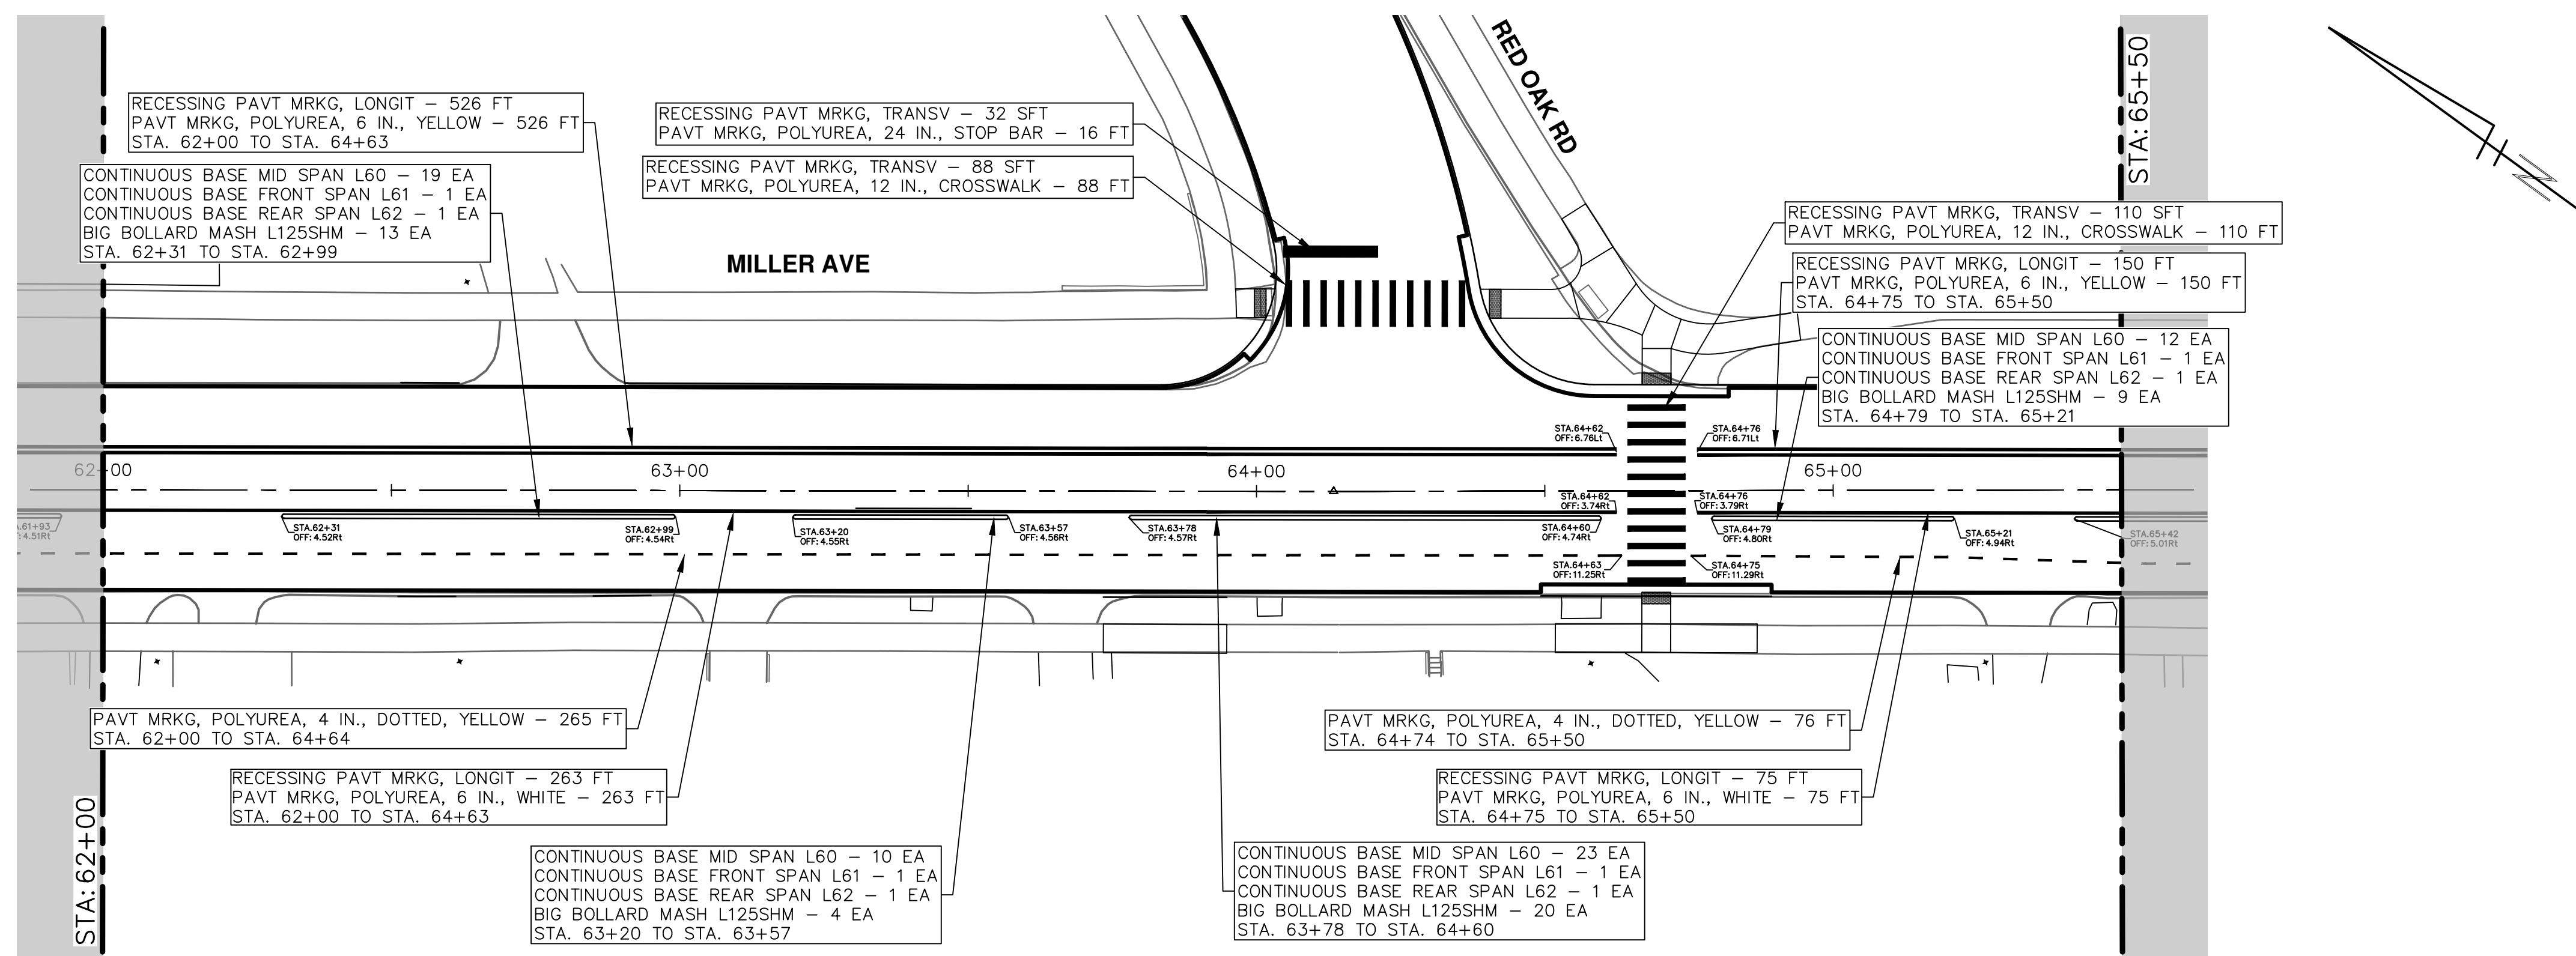 RECESSING PAVT MRKG, LONGIT – 526 FT
PAVT MRKG, POLYUREA, 6 IN., YELLOW – 526 FT
STA. 62+00 TO STA. 64+63
CONTINUOUS BASE MID SPAN L60 – 19 EA
CONTINUOUS BASE FRONT SPAN L61 – 1 EA
CONTINUOUS BASE REAR SPAN L62 – 1 EA
BIG BOLLARD MASH L125SHM – 13 EA
STA. 62+31 TO STA. 62+99
RECESSING PAVT MRKG, TRANSV – 32 SFT
PAVT MRKG, POLYUREA, 24 IN., STOP BAR – 16 FT
RECESSING PAVT MRKG, TRANSV – 88 SFT
PAVT MRKG, POLYUREA, 12 IN., CROSSWALK – 88 FT
MILLER AVE
RED OAK RD
STA: 65+50
N
RECESSING PAVT MRKG, TRANSV – 110 SFT
PAVT MRKG, POLYUREA, 12 IN., CROSSWALK – 110 FT
RECESSING PAVT MRKG, LONGIT – 150 FT
PAVT MRKG, POLYUREA, 6 IN., YELLOW – 150 FT
STA. 64+75 TO STA. 65+50
CONTINUOUS BASE MID SPAN L60 – 12 EA
CONTINUOUS BASE FRONT SPAN L61 – 1 EA
CONTINUOUS BASE REAR SPAN L62 – 1 EA
BIG BOLLARD MASH L125SHM – 9 EA
STA. 64+79 TO STA. 65+21
STA.64+62
OFF: 6.76Lt
STA.64+76
OFF: 6.71Lt
62+00
63+00
64+00
65+00
STA.64+62
OFF: 3.74Rt
STA.64+76
OFF: 3.79Rt
.61+93
: 4.51Rt
STA.62+31
OFF: 4.52Rt
STA.62+99
OFF: 4.54Rt
STA.63+20
OFF: 4.55Rt
STA.63+57
OFF: 4.56Rt
STA.63+78
OFF: 4.57Rt
STA.64+60
OFF: 4.74Rt
STA.64+79
OFF: 4.80Rt
STA.65+21
OFF: 4.94Rt
STA.65+42
OFF: 5.01Rt
STA.64+63
OFF: 11.25Rt
STA.64+75
OFF: 11.29Rt
PAVT MRKG, POLYUREA, 4 IN., DOTTED, YELLOW – 265 FT
STA. 62+00 TO STA. 64+64
RECESSING PAVT MRKG, LONGIT – 263 FT
PAVT MRKG, POLYUREA, 6 IN., WHITE – 263 FT
STA. 62+00 TO STA. 64+63
STA: 62+00
CONTINUOUS BASE MID SPAN L60 – 10 EA
CONTINUOUS BASE FRONT SPAN L61 – 1 EA
CONTINUOUS BASE REAR SPAN L62 – 1 EA
BIG BOLLARD MASH L125SHM – 4 EA
STA. 63+20 TO STA. 63+57
PAVT MRKG, POLYUREA, 4 IN., DOTTED, YELLOW – 76 FT
STA. 64+74 TO STA. 65+50
RECESSING PAVT MRKG, LONGIT – 75 FT
PAVT MRKG, POLYUREA, 6 IN., WHITE – 75 FT
STA. 64+75 TO STA. 65+50
CONTINUOUS BASE MID SPAN L60 – 23 EA
CONTINUOUS BASE FRONT SPAN L61 – 1 EA
CONTINUOUS BASE REAR SPAN L62 – 1 EA
BIG BOLLARD MASH L125SHM – 20 EA
STA. 63+78 TO STA. 64+60